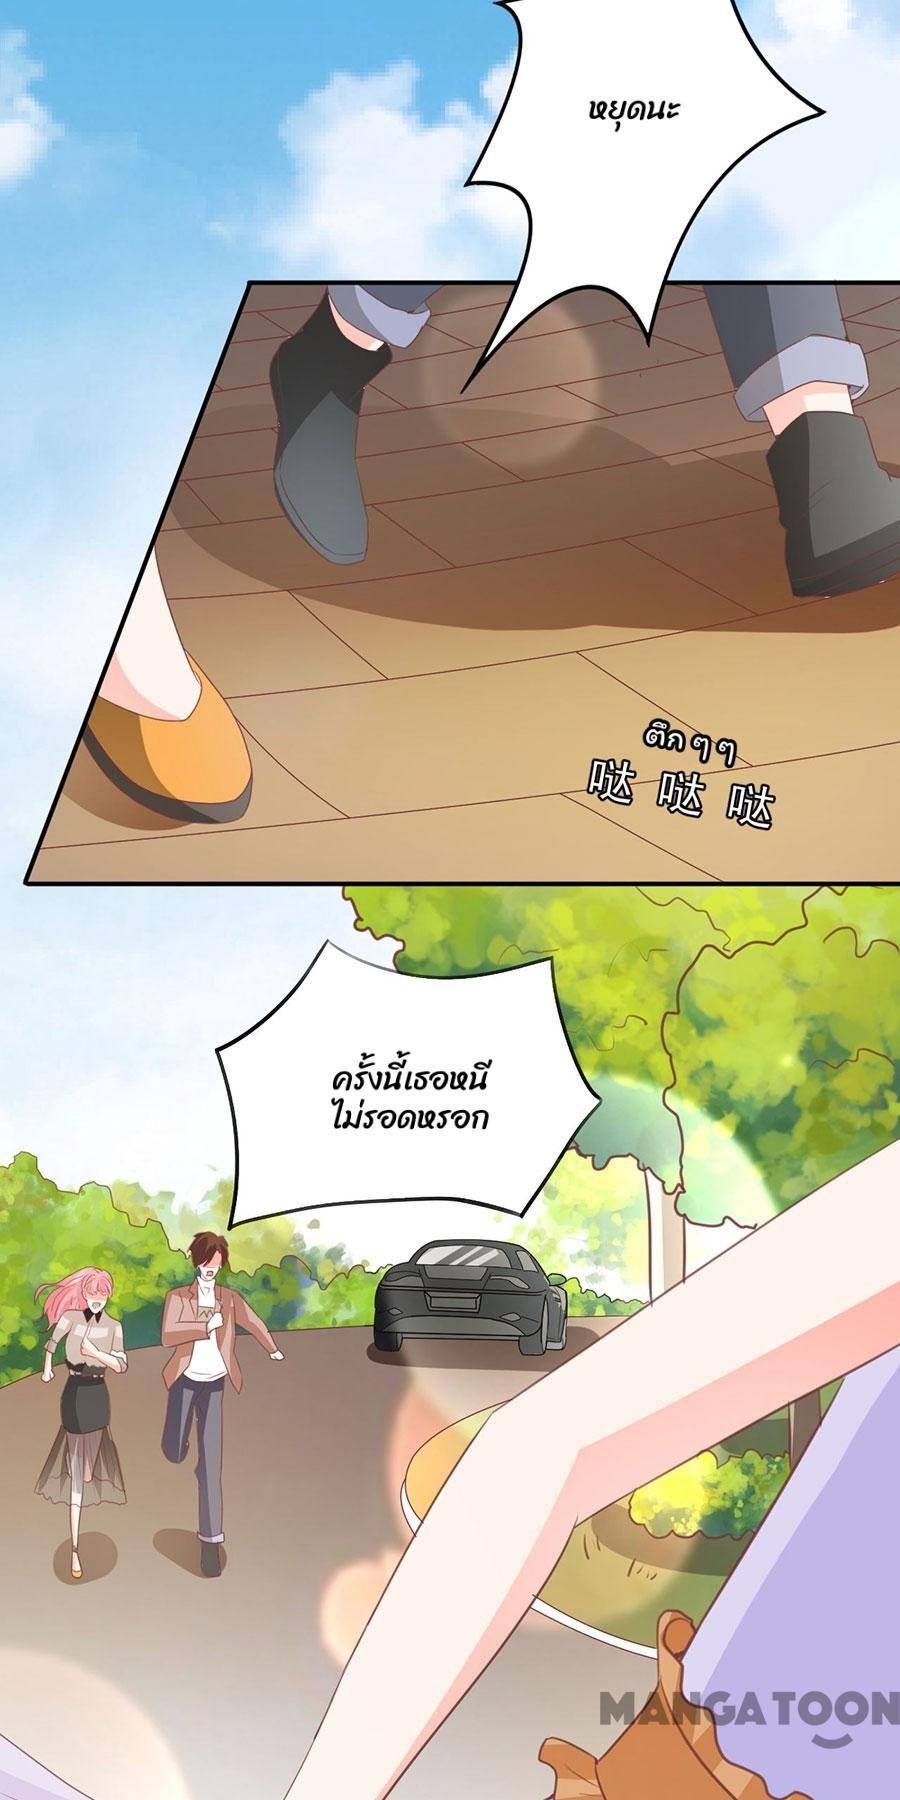 หยุดนะ
ตึกๆๆ
哒 哒 哒
ครั้งนี้เธอหนี
ไม่รอดหรอก
MANGATOON